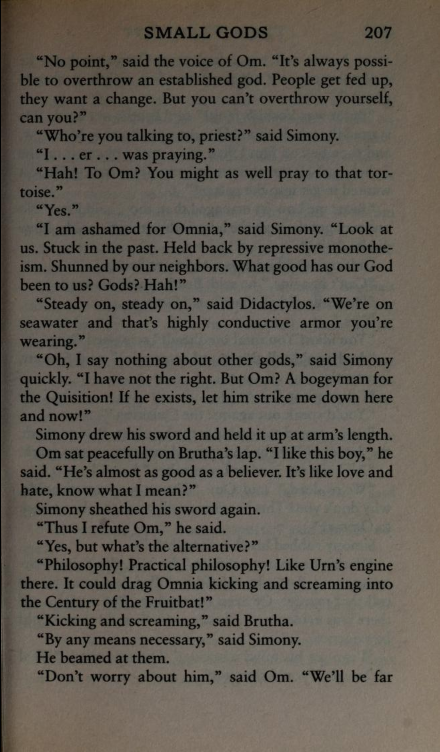 SMALL GODS 207
“No point,” said the voice of Om. “It’s always possi-
ble to overthrow an established god. People get fed up,
they want a change. But you can’t overthrow yourself,
can you?”
“Who’re you talking to, priest?” said Simony.
“I . . . er . . . was praying.”
“Hah! To Om? You might as well pray to that tor-
toise.”
“Yes.”
“I am ashamed for Omnia,” said Simony. “Look at
us. Stuck in the past. Held back by repressive monothe-
ism. Shunned by our neighbors. What good has our God
been to us? Gods? Hah!”
“Steady on, steady on,” said Didactylos. “We’re on
seawater and that’s highly conductive armor you’re
wearing.”
“Oh, I say nothing about other gods,” said Simony
quickly. “I have not the right. But Om? A bogeyman for
the Quisition! If he exists, let him strike me down here
and now!”
Simony drew his sword and held it up at arm’s length.
Om sat peacefully on Brutha’s lap. “I like this boy,” he
said. “He’s almost as good as a believer. It’s like love and
hate, know what I mean?”
Simony sheathed his sword again.
“Thus I refute Om,” he said.
“Yes, but what’s the alternative?”
“Philosophy! Practical philosophy! Like Urn’s engine
there. It could drag Omnia kicking and screaming into
the Century of the Fruitbat!”
“Kicking and screaming,” said Brutha.
“By any means necessary,” said Simony.
He beamed at them.
“Don’t worry about him,” said Om. “We’ll be far